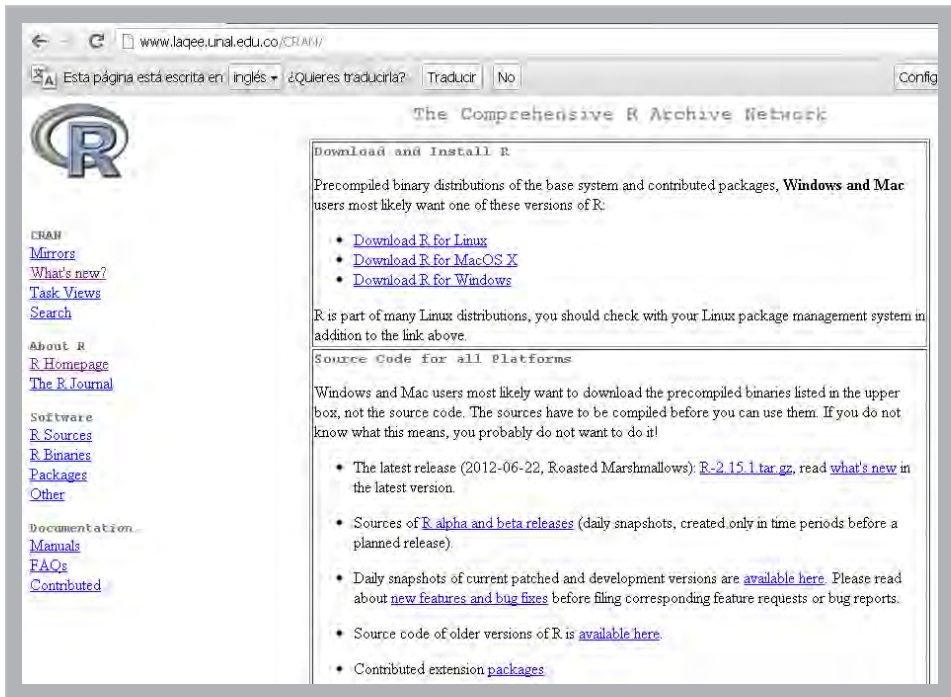 www.laqee.unal.edu.co/CRAN/
Esta página está escrita en inglés ¿Quieres traducirla? Traducir No Config
R
The Comprehensive R Archive Network
CRAN
Mirrors
What's new?
Task Views
Search
About R
R Homepage
The R Journal
Software
R Sources
R Binaries
Packages
Other
Documentation
Manuals
FAQs
Contributed
Download and Install R
Precompiled binary distributions of the base system and contributed packages, Windows and Mac
users most likely want one of these versions of R:
• Download R for Linux
• Download R for MacOS X
• Download R for Windows
R is part of many Linux distributions, you should check with your Linux package management system in
addition to the link above.
Source Code for all Platforms
Windows and Mac users most likely want to download the precompiled binaries listed in the upper
box, not the source code. The sources have to be compiled before you can use them. If you do not
know what this means, you probably do not want to do it!
• The latest release (2012-06-22, Roasted Marshmallows): R-2.15.1.tar.gz, read what's new in
the latest version.
• Sources of R alpha and beta releases (daily snapshots, created only in time periods before a
planned release).
• Daily snapshots of current patched and development versions are available here. Please read
about new features and bug fixes before filing corresponding feature requests or bug reports.
• Source code of older versions of R is available here.
• Contributed extension packages